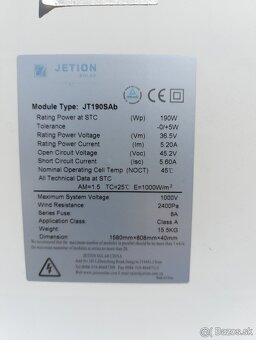 JETION
SOLAR
Module Type: JT190SAb
Rating Power at STC (Wp) 190W
Tolerance -0/+5W
Rating Power Voltage (Vm) 36.5V
Rating Power Current (Im) 5.20A
Open Circuit Voltage (Voc) 45.2V
Short Circuit Current (Isc) 5.60A
Nominal Operating Cell Temp (NOCT) 45℃
All Technical Data at STC
AM=1.5 TC=25℃ E=1000W/m²
Maximum System Voltage 1000V
Wind Resistance 2400Pa
Series Fuse: 8A
Application Class: Class A
Weight: 15.5KG
Dimension 1580mm×808mm×40mm
JETION SOLAR CHINA
bazos.sk